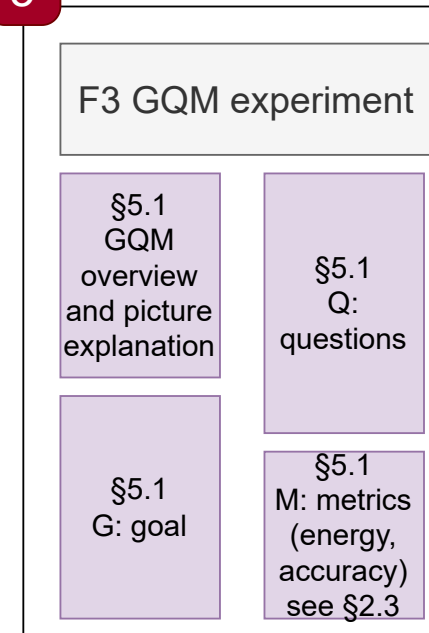 F3 GQM experiment
§5.1
GQM
overview
and picture
explanation
§5.1
Q:
questions
§5.1
G: goal
§5.1
M: metrics
(energy,
accuracy)
see §2.3